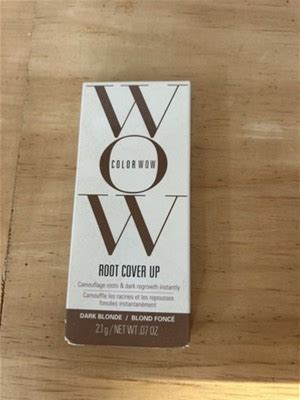 W
COLOR WOW
O
W
ROOT COVER UP
Camouflage roots & dark regrowth instantly
Camoufle les racines et les repousses
foncées instantanément
DARK BLONDE / BLOND FONCÉ
2.1g / NET WT .07 OZ